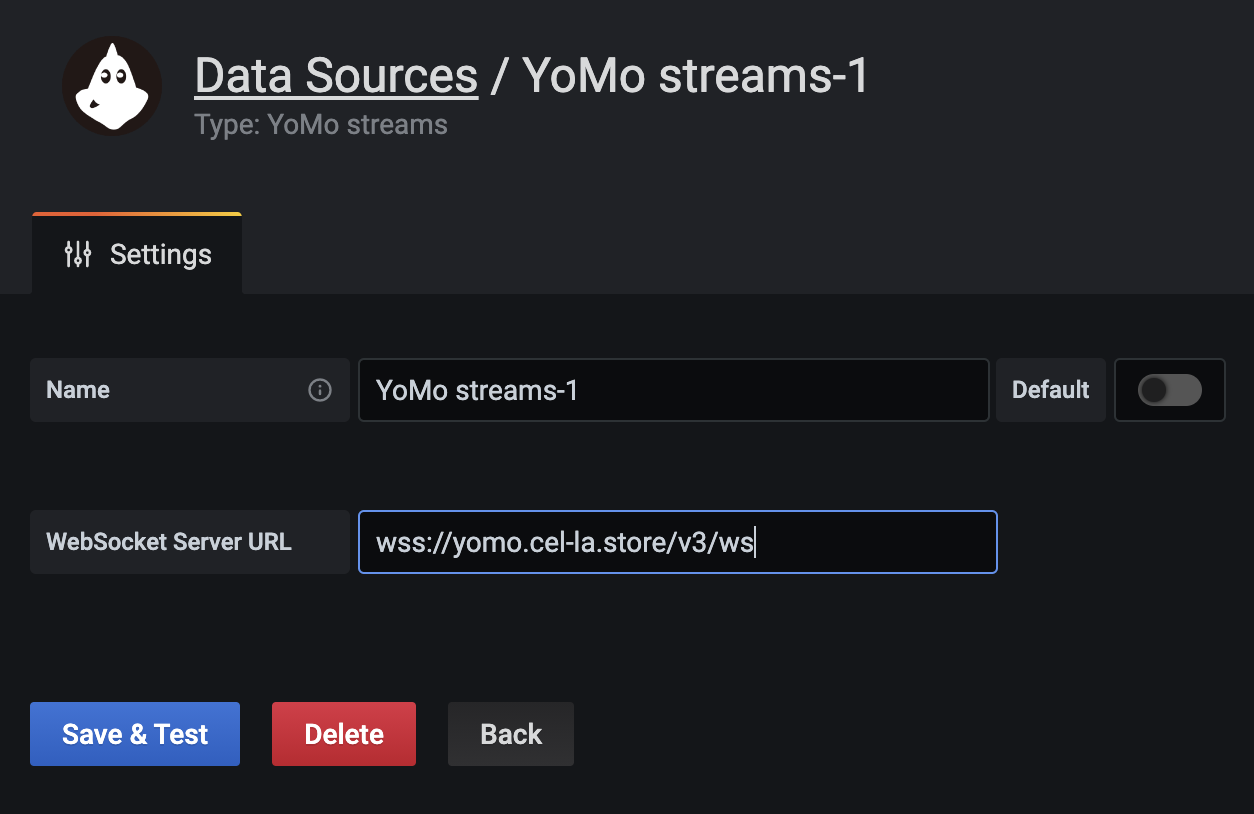 Data Sources / YoMo streams-1
Type: YoMo streams
Settings
Name YoMo streams-1 Default
WebSocket Server URL wss://yomo.cel-la.store/v3/ws
Save & Test Delete Back